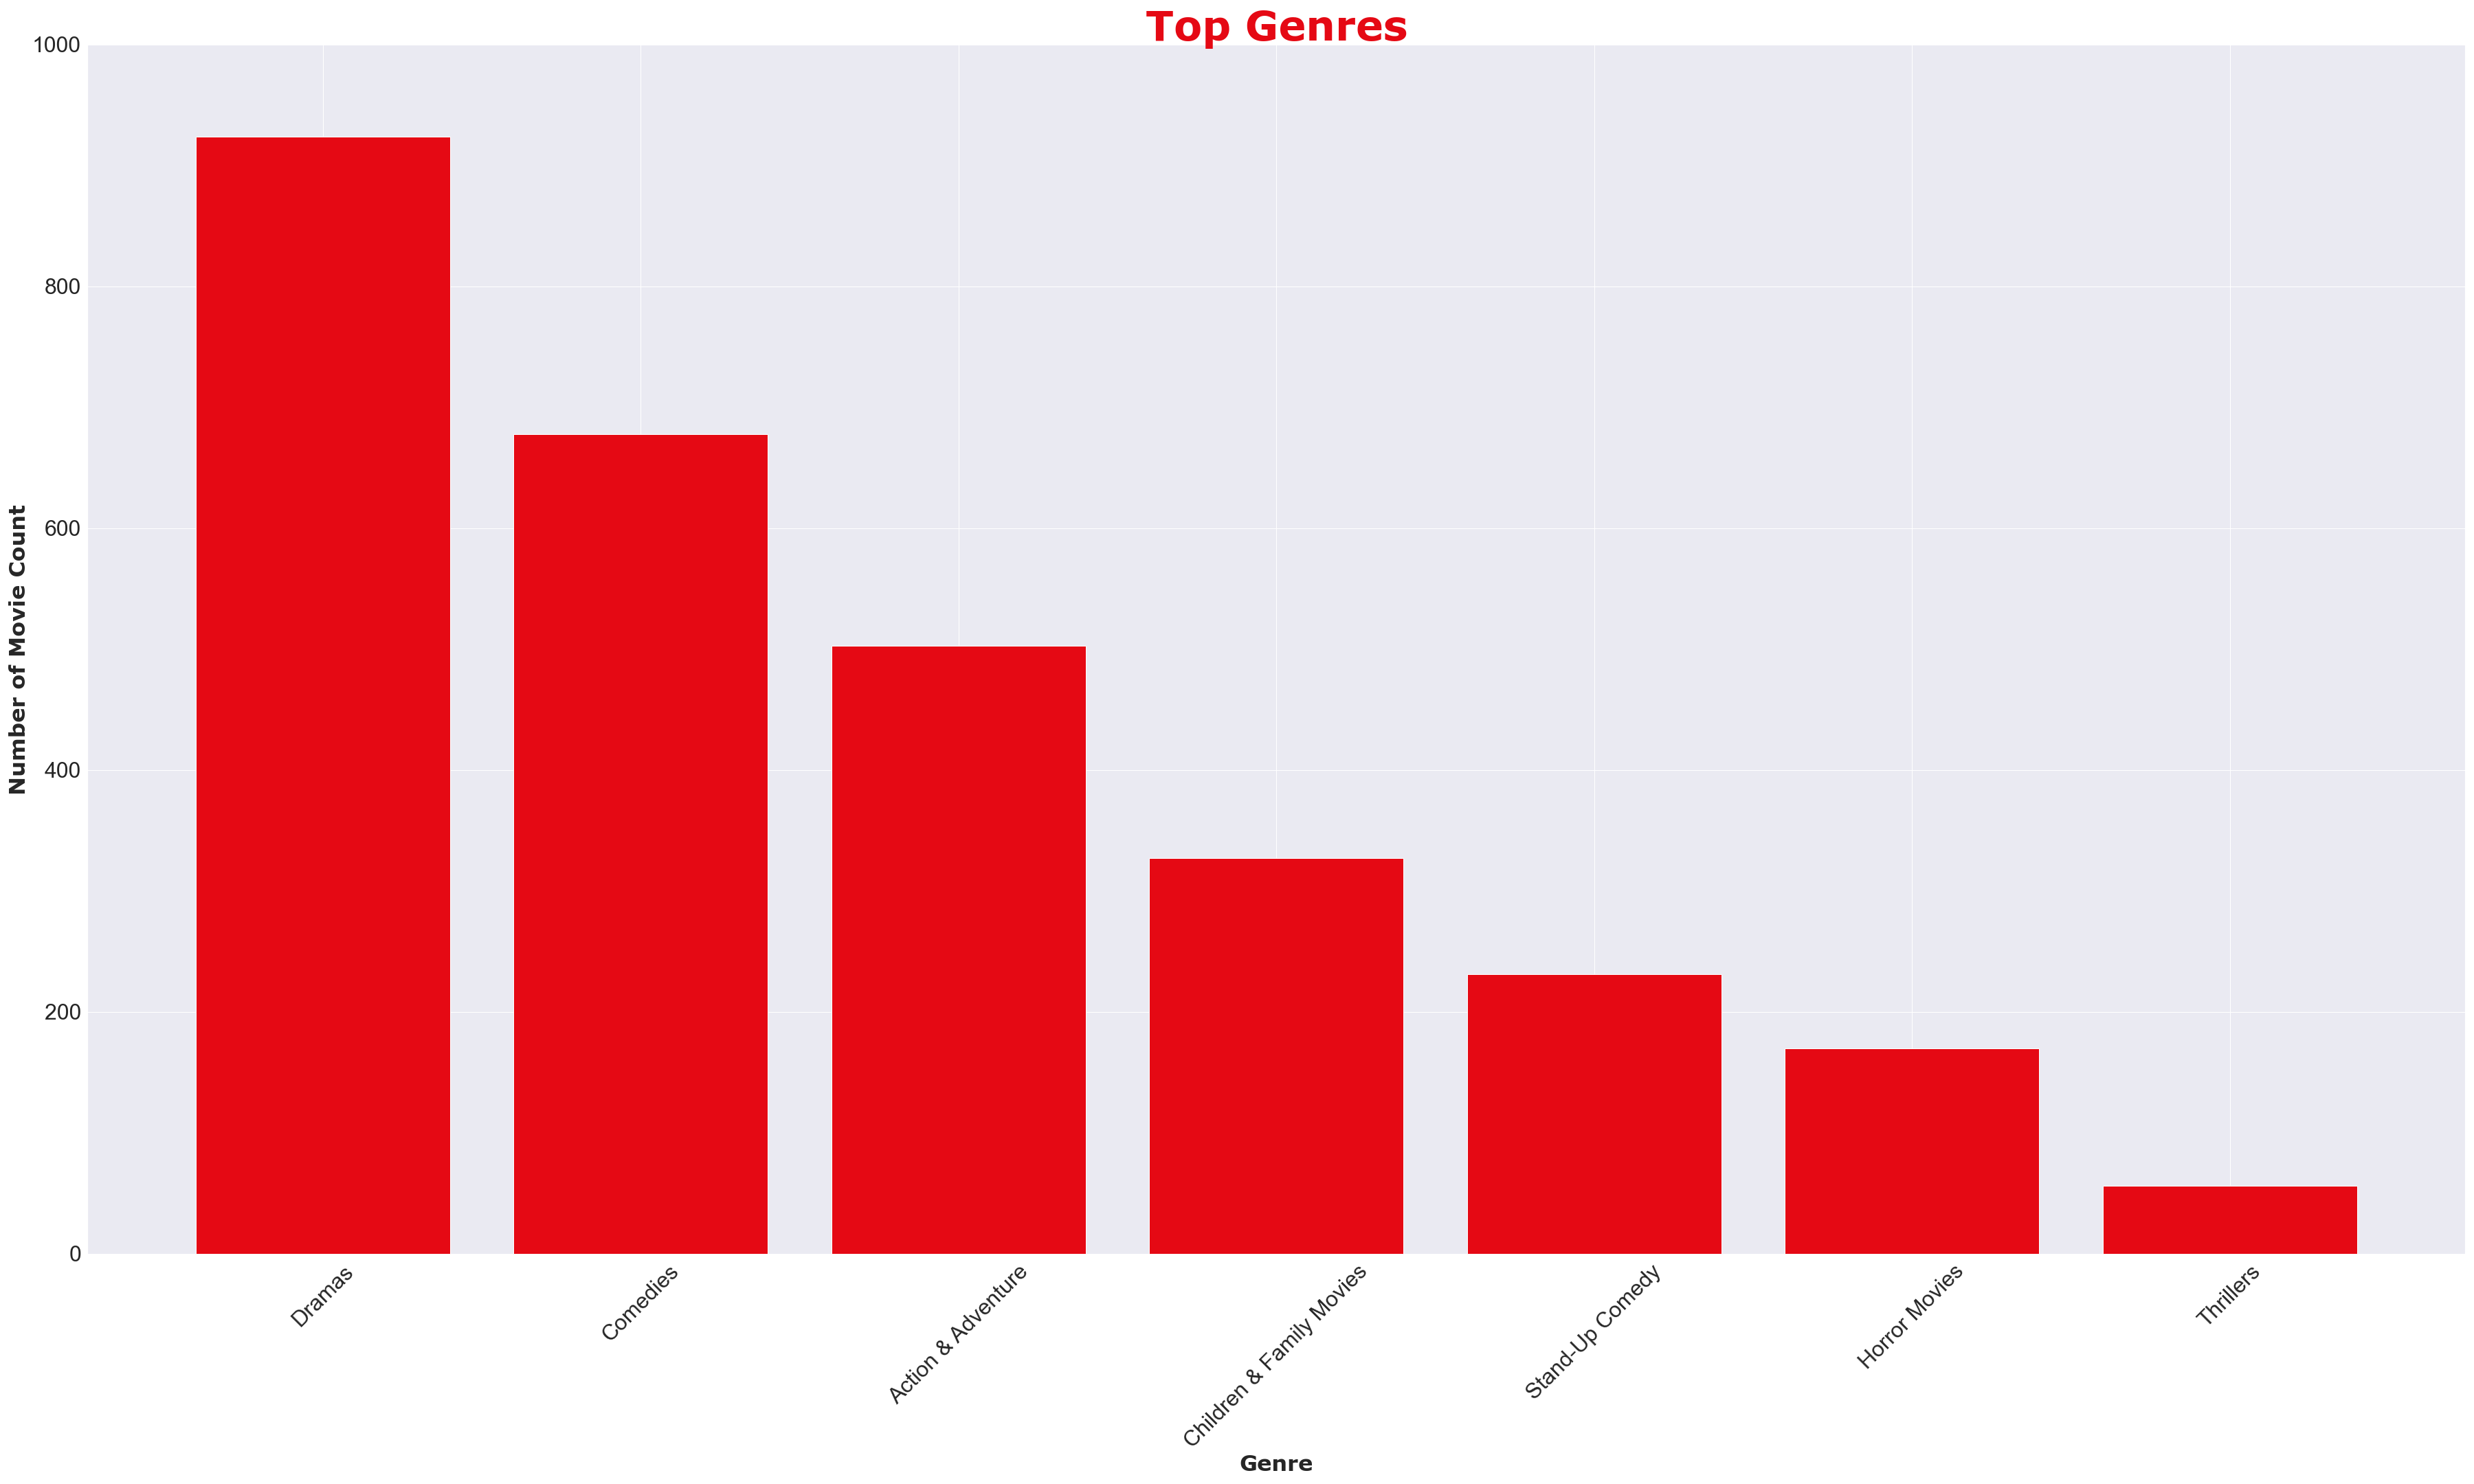 Top Genres
1000
800
600
400
200
0
Number of Movie Count
Dramas
Comedies
Action & Adventure
Children & Family Movies
Stand-Up Comedy
Horror Movies
Thrillers
Genre